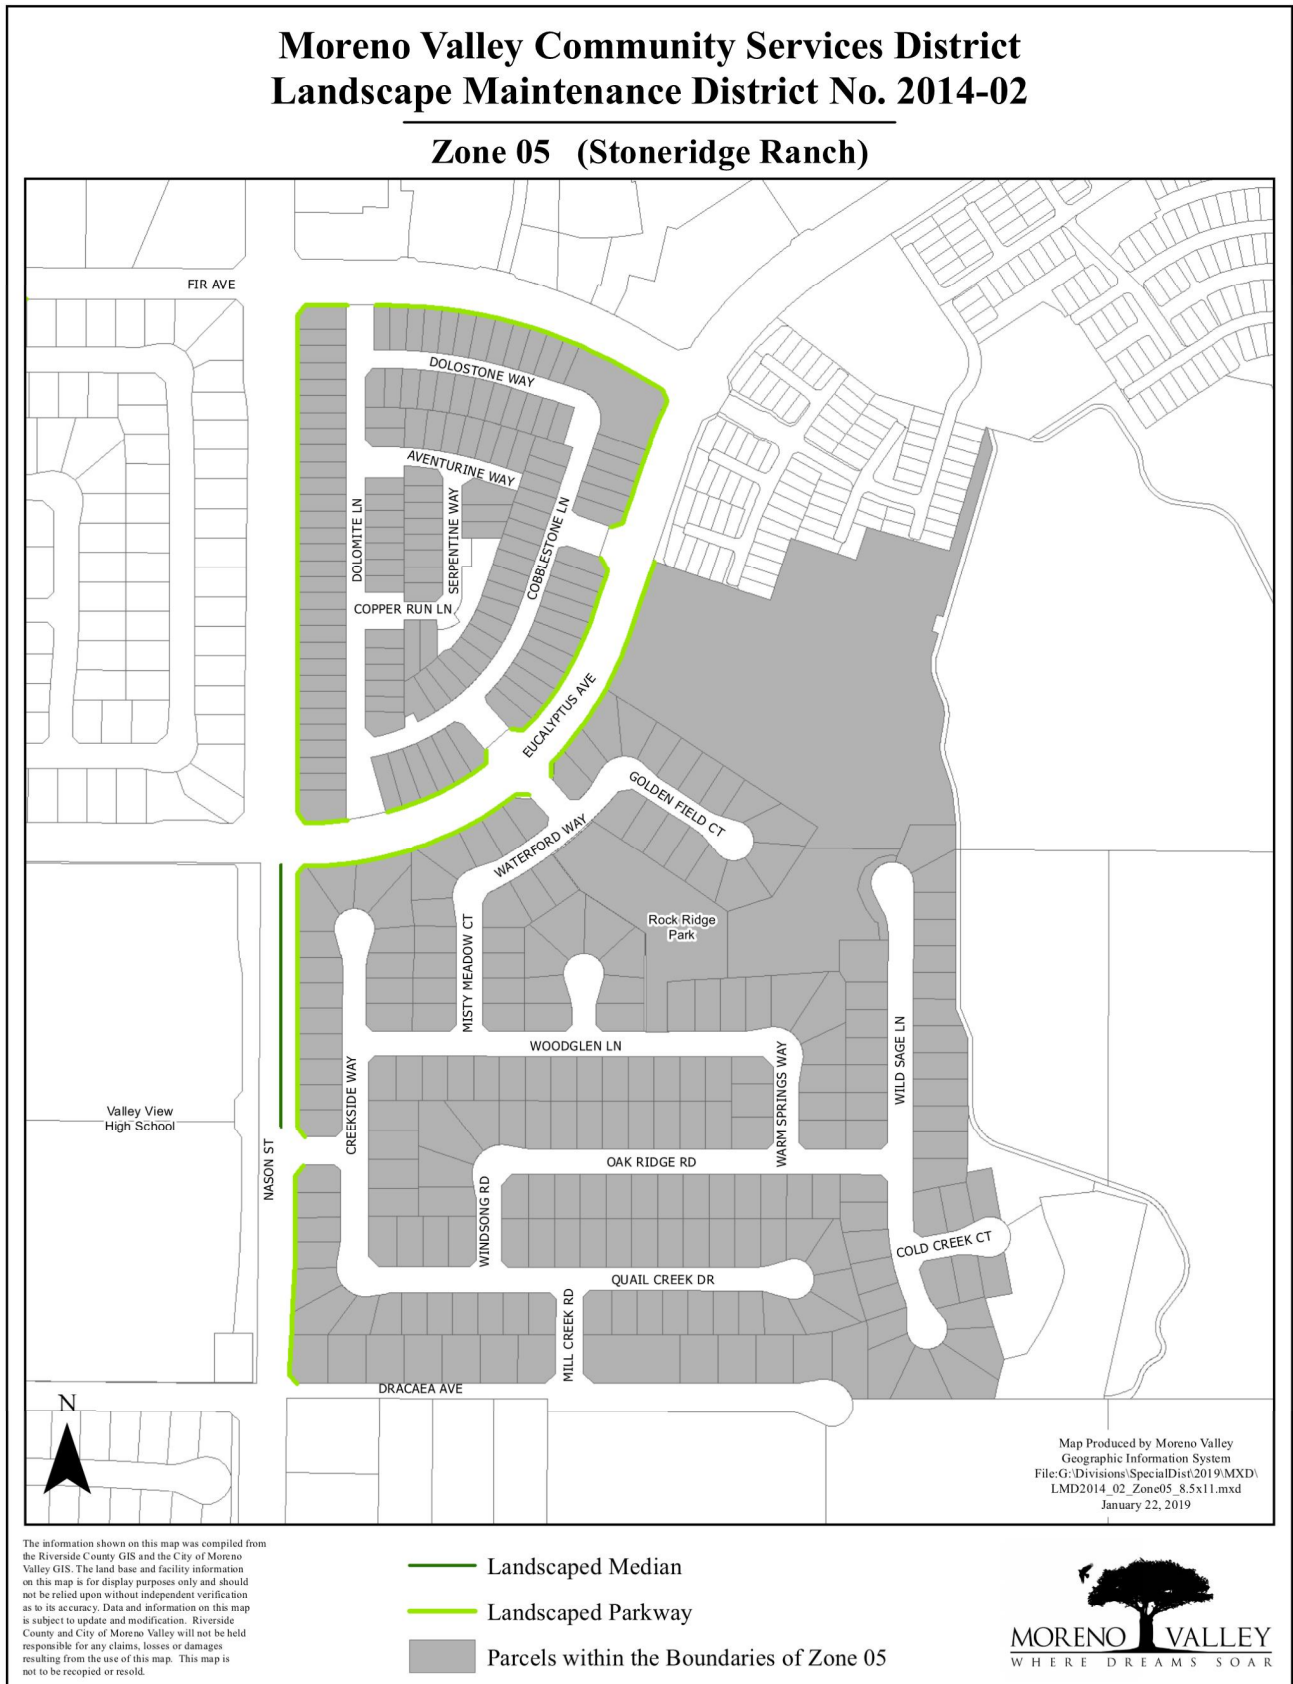 Moreno Valley Community Services District
Landscape Maintenance District No. 2014-02
Zone 05 (Stoneridge Ranch)
FIR AVE
DOLOSTONE WAY
AVENTURINE WAY
DOLOMITE LN
SERPENTINE WAY
COBBLESTONE LN
COPPER RUN LN
EUCALYPTUS AVE
GOLDEN FIELD CT
WATERFORD WAY
Rock Ridge
Park
MISTY MEADOW CT
WOODGLEN LN
WILD SAGE LN
CREEKSIDE WAY
WARM SPRINGS WAY
Valley View
High School
NASON ST
OAK RIDGE RD
WINDSONG RD
COLD CREEK CT
QUAIL CREEK DR
MILL CREEK RD
DRACAEA AVE
N
Map Produced by Moreno Valley
Geographic Information System
File:G:\Divisions\SpecialDist\2019\MXD\
LMD2014_02_Zone05_8.5x11.mxd
January 22, 2019
The information shown on this map was compiled from
the Riverside County GIS and the City of Moreno
Valley GIS. The land base and facility information
on this map is for display purposes only and should
not be relied upon without independent verification
as to its accuracy. Data and information on this map
is subject to update and modification. Riverside
County and City of Moreno Valley will not be held
responsible for any claims, losses or damages
resulting from the use of this map. This map is
not to be recopied or resold.
Landscaped Median
Landscaped Parkway
Parcels within the Boundaries of Zone 05
MORENO VALLEY
WHERE DREAMS SOAR